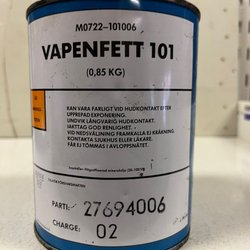 M0722-101006
VAPENFETT 101
(0,85 KG)
KAN VARA FARLIGT VID HUDKONTAKT EFTER
UPPREPAD EXPONERING.
UNDVIK LÅNGVARIG HUDKONTAKT.
IAKTTAG GOD RENLIGHET.
VID NEDSVÄLJNING FRAMKALLA EJ KRÄKNING.
KONTAKTA SJUKHUS ELLER LÄKARE.
FÅR EJ TÖMMAS I AVLOPPSNÄTET.
PARTI: 27694006
CHARGE: 02